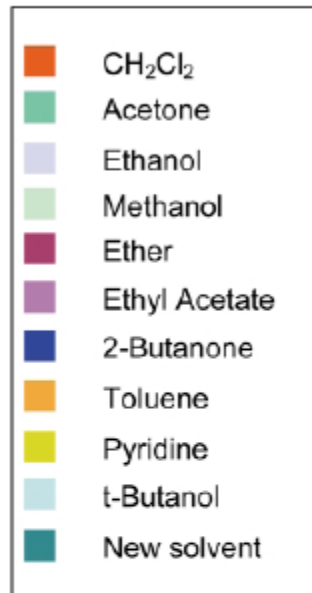 CH₂Cl₂
Acetone
Ethanol
Methanol
Ether
Ethyl Acetate
2-Butanone
Toluene
Pyridine
t-Butanol
New solvent